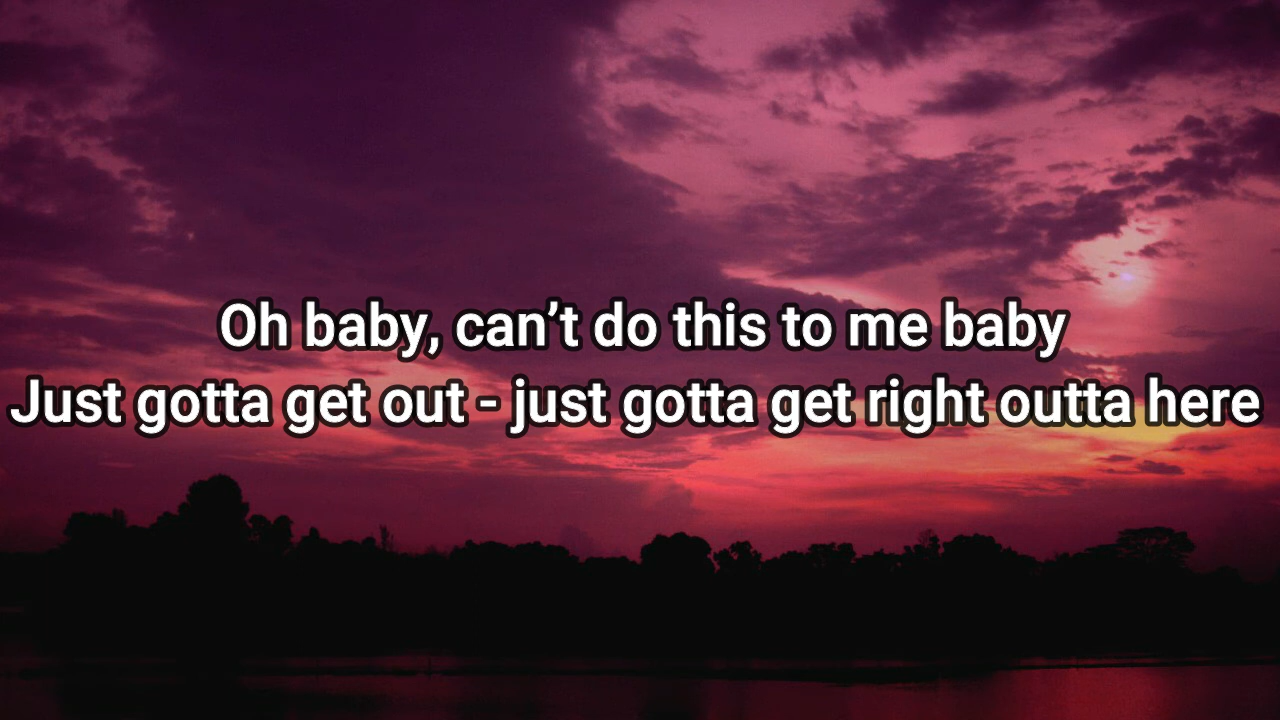 Oh baby, can’t do this to me baby
Just gotta get out - just gotta get right outta here